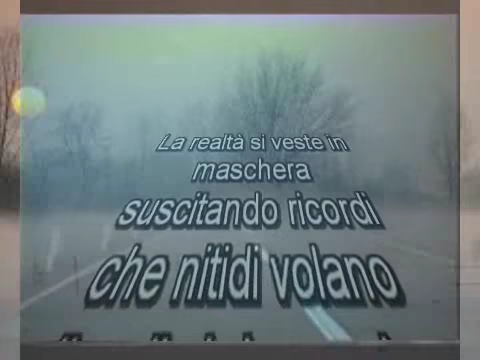 La realtà si veste in
maschera
suscitando ricordi
che nitidi volano